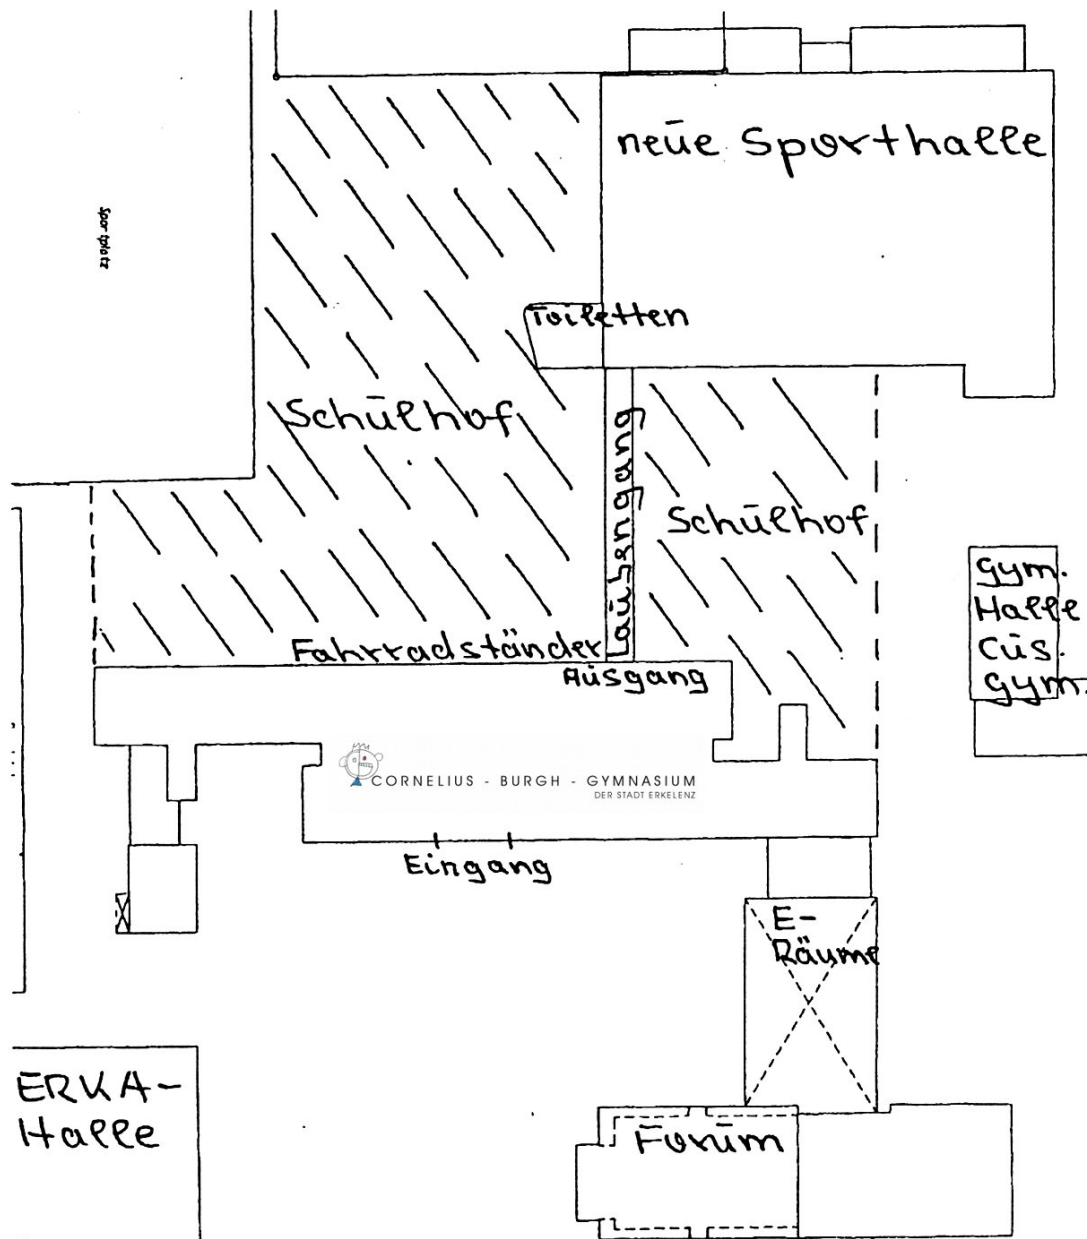 neue Sporthalle
Sportplatz
Toiletten
Schulhof
Laubengang
Schulhof
Gym.
Halle
Cus.
Gym.
Fahrradständer
Ausgang
CORNELIUS - BURGH - GYMNASIUM
DER STADT ERKELENZ
Eingang
E-
Räume
ERKA-
Halle
Forum